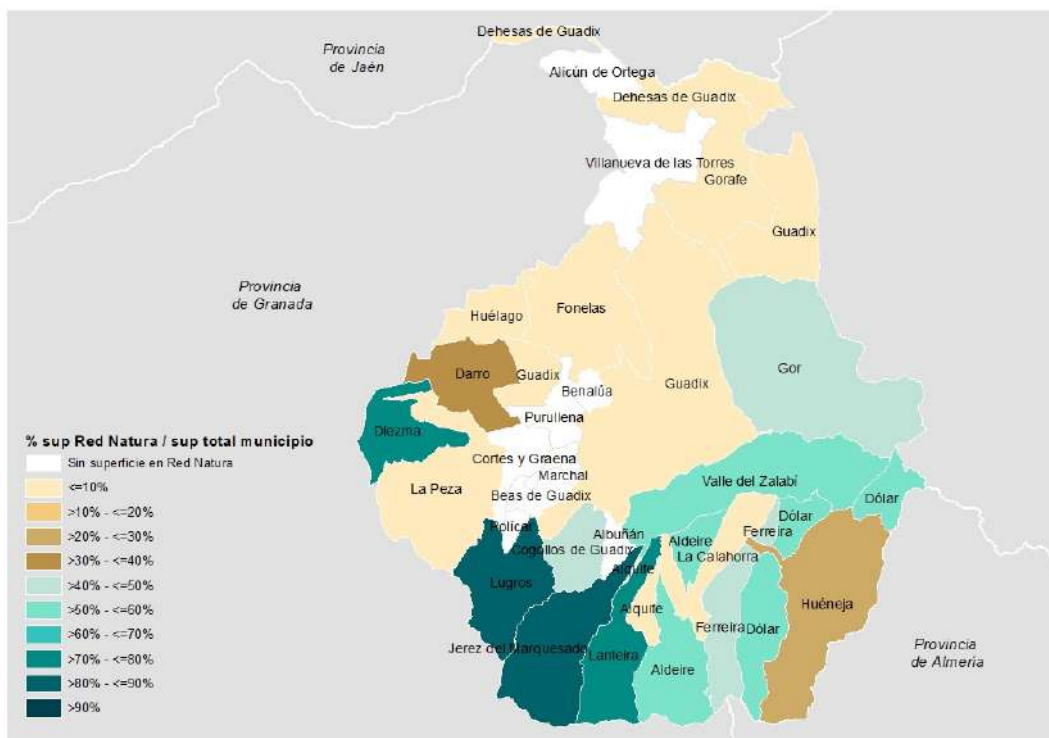 Dehesas de Guadix
Provincia
de Jaén
Alicún de Ortega
Dehesas de Guadix
Villanueva de las Torres
Gorafe
Guadix
Provincia
de Granada
Fonelas
Huélago
Gor
Darro
Guadix
Guadix
Benalúa
Purullena
Diezma
% sup Red Natura / sup total municipio
Sin superficie en Red Natura
<=10%
>10% - <=20%
>20% - <=30%
>30% - <=40%
>40% - <=50%
>50% - <=60%
>60% - <=70%
>70% - <=80%
>80% - <=90%
>90%
Cortes y Graena
Marchal
La Peza
Beas de Guadix
Valle del Zalabí
Dólar
Polícar
Albuñán
Cogollos de Guadix
Aldeire
Dólar
Ferreira
La Calahorra
Alquife
Lugros
Alquife
Huéneja
Ferreira
Dólar
Jerez del Marquesado
Lanteira
Aldeire
Provincia
de Almería